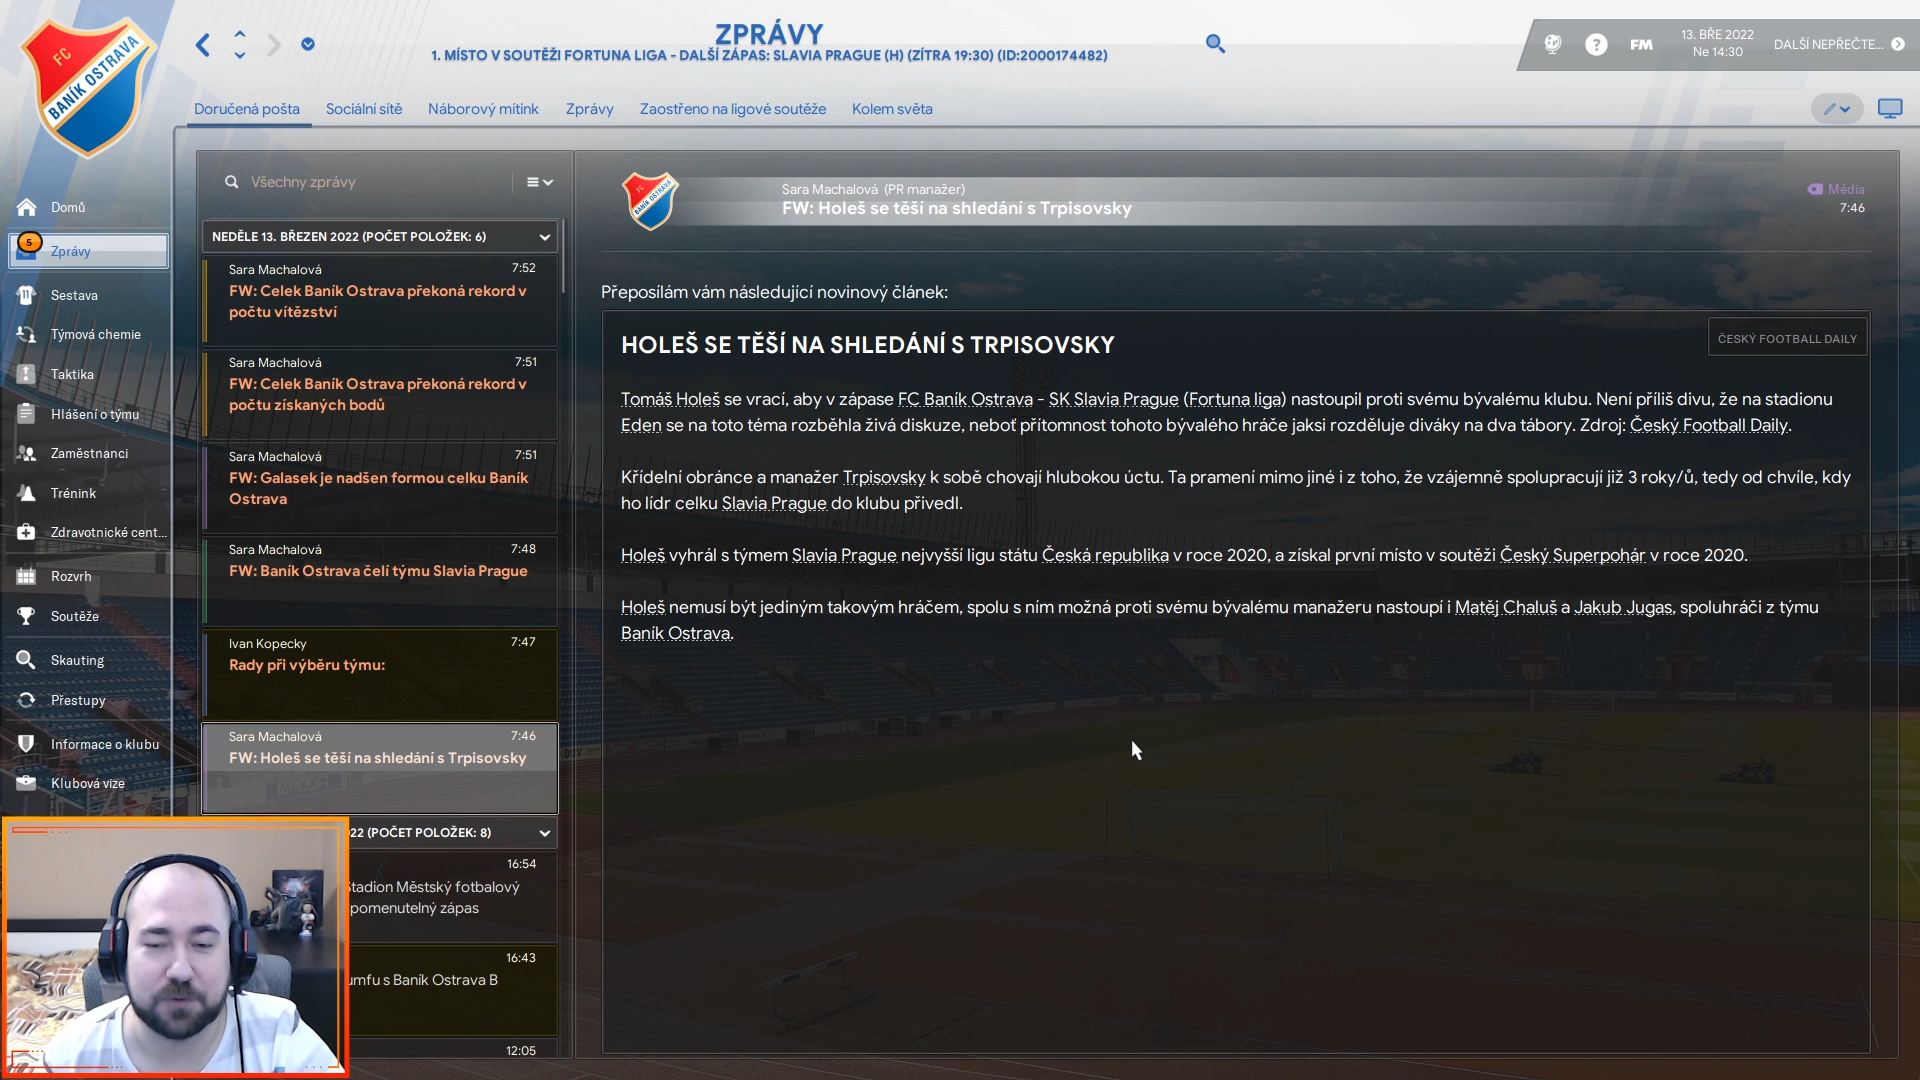 FC
BANÍK OSTRAVA
ZPRÁVY
1. MÍSTO V SOUTĚŽI FORTUNA LIGA - DALŠÍ ZÁPAS: SLAVIA PRAGUE (H) (ZÍTRA 19:30) (ID:2000174482)
?
FM
13. BŘE 2022
Ne 14:30
DALŠÍ NEPŘEČTE...
Doručená pošta
Sociální sítě
Náborový mítink
Zprávy
Zaostřeno na ligové soutěže
Kolem světa
Domů
5
Zprávy
11
Sestava
Týmová chemie
Taktika
Hlášení o týmu
Zaměstnanci
Trénink
Zdravotnické cent...
Rozvrh
Soutěže
Skauting
Přestupy
Informace o klubu
Klubová vize
Všechny zprávy
NEDĚLE 13. BŘEZEN 2022 (POČET POLOŽEK: 6)
Sara Machalová
7:52
FW: Celek Baník Ostrava překoná rekord v
počtu vítězství
Sara Machalová
7:51
FW: Celek Baník Ostrava překoná rekord v
počtu získaných bodů
Sara Machalová
7:51
FW: Galasek je nadšen formou celku Baník
Ostrava
Sara Machalová
7:48
FW: Baník Ostrava čelí týmu Slavia Prague
Ivan Kopecky
7:47
Rady při výběru týmu:
Sara Machalová
7:46
FW: Holeš se těší na shledání s Trpisovsky
22 (POČET POLOŽEK: 8)
16:54
Stadion Městský fotbalový
pomenutelný zápas
16:43
umfu s Baník Ostrava B
12:05
FC
BANÍK OSTRAVA
Sara Machalová (PR manažer)
FW: Holeš se těší na shledání s Trpisovsky
Média
7:46
Přeposílám vám následující novinový článek:
HOLEŠ SE TĚŠÍ NA SHLEDÁNÍ S TRPISOVSKY
ČESKÝ FOOTBALL DAILY
Tomáš Holeš se vrací, aby v zápase FC Baník Ostrava - SK Slavia Prague (Fortuna liga) nastoupil proti svému bývalému klubu. Není příliš divu, že na stadionu
Eden se na toto téma rozběhla živá diskuze, neboť přítomnost tohoto bývalého hráče jaksi rozděluje diváky na dva tábory. Zdroj: Český Football Daily.
Křídelní obránce a manažer Trpisovsky k sobě chovají hlubokou úctu. Ta pramení mimo jiné i z toho, že vzájemně spolupracují již 3 roky/ů, tedy od chvíle, kdy
ho lídr celku Slavia Prague do klubu přivedl.
Holeš vyhrál s týmem Slavia Prague nejvyšší ligu státu Česká republika v roce 2020, a získal první místo v soutěži Český Superpohár v roce 2020.
Holeš nemusí být jediným takovým hráčem, spolu s ním možná proti svému bývalému manažeru nastoupí i Matěj Chaluš a Jakub Jugas, spoluhráči z týmu
Baník Ostrava.